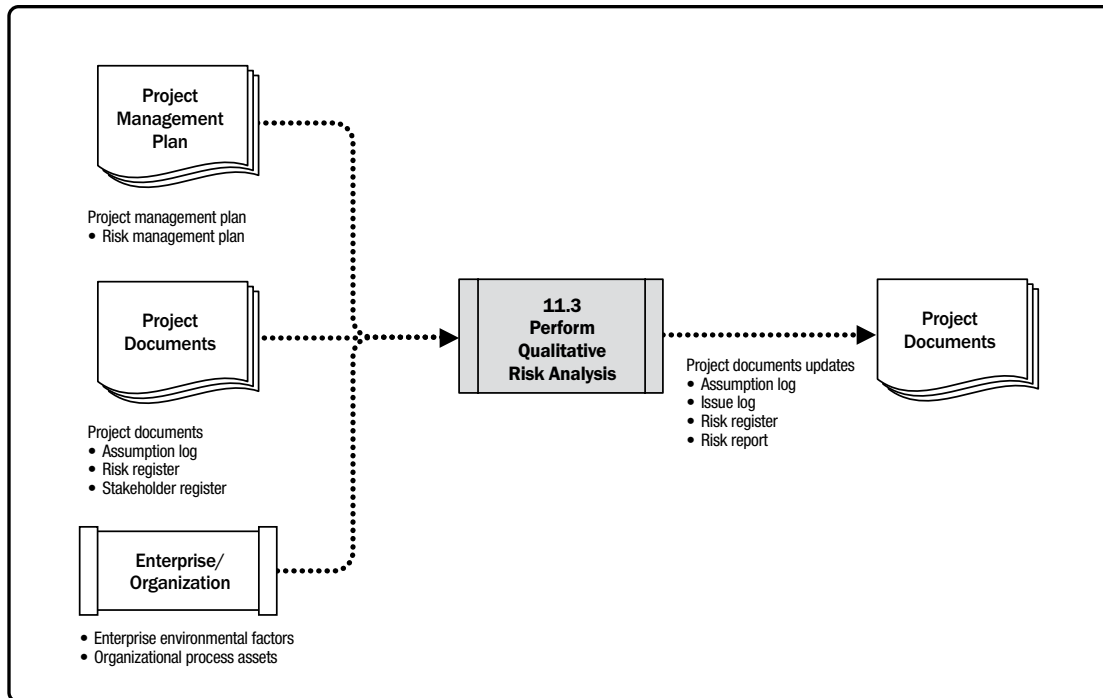 Project
Management
Plan
Project management plan
• Risk management plan
Project
Documents
Project documents
• Assumption log
• Risk register
• Stakeholder register
Enterprise/
Organization
• Enterprise environmental factors
• Organizational process assets
11.3
Perform
Qualitative
Risk Analysis
Project documents updates
• Assumption log
• Issue log
• Risk register
• Risk report
Project
Documents